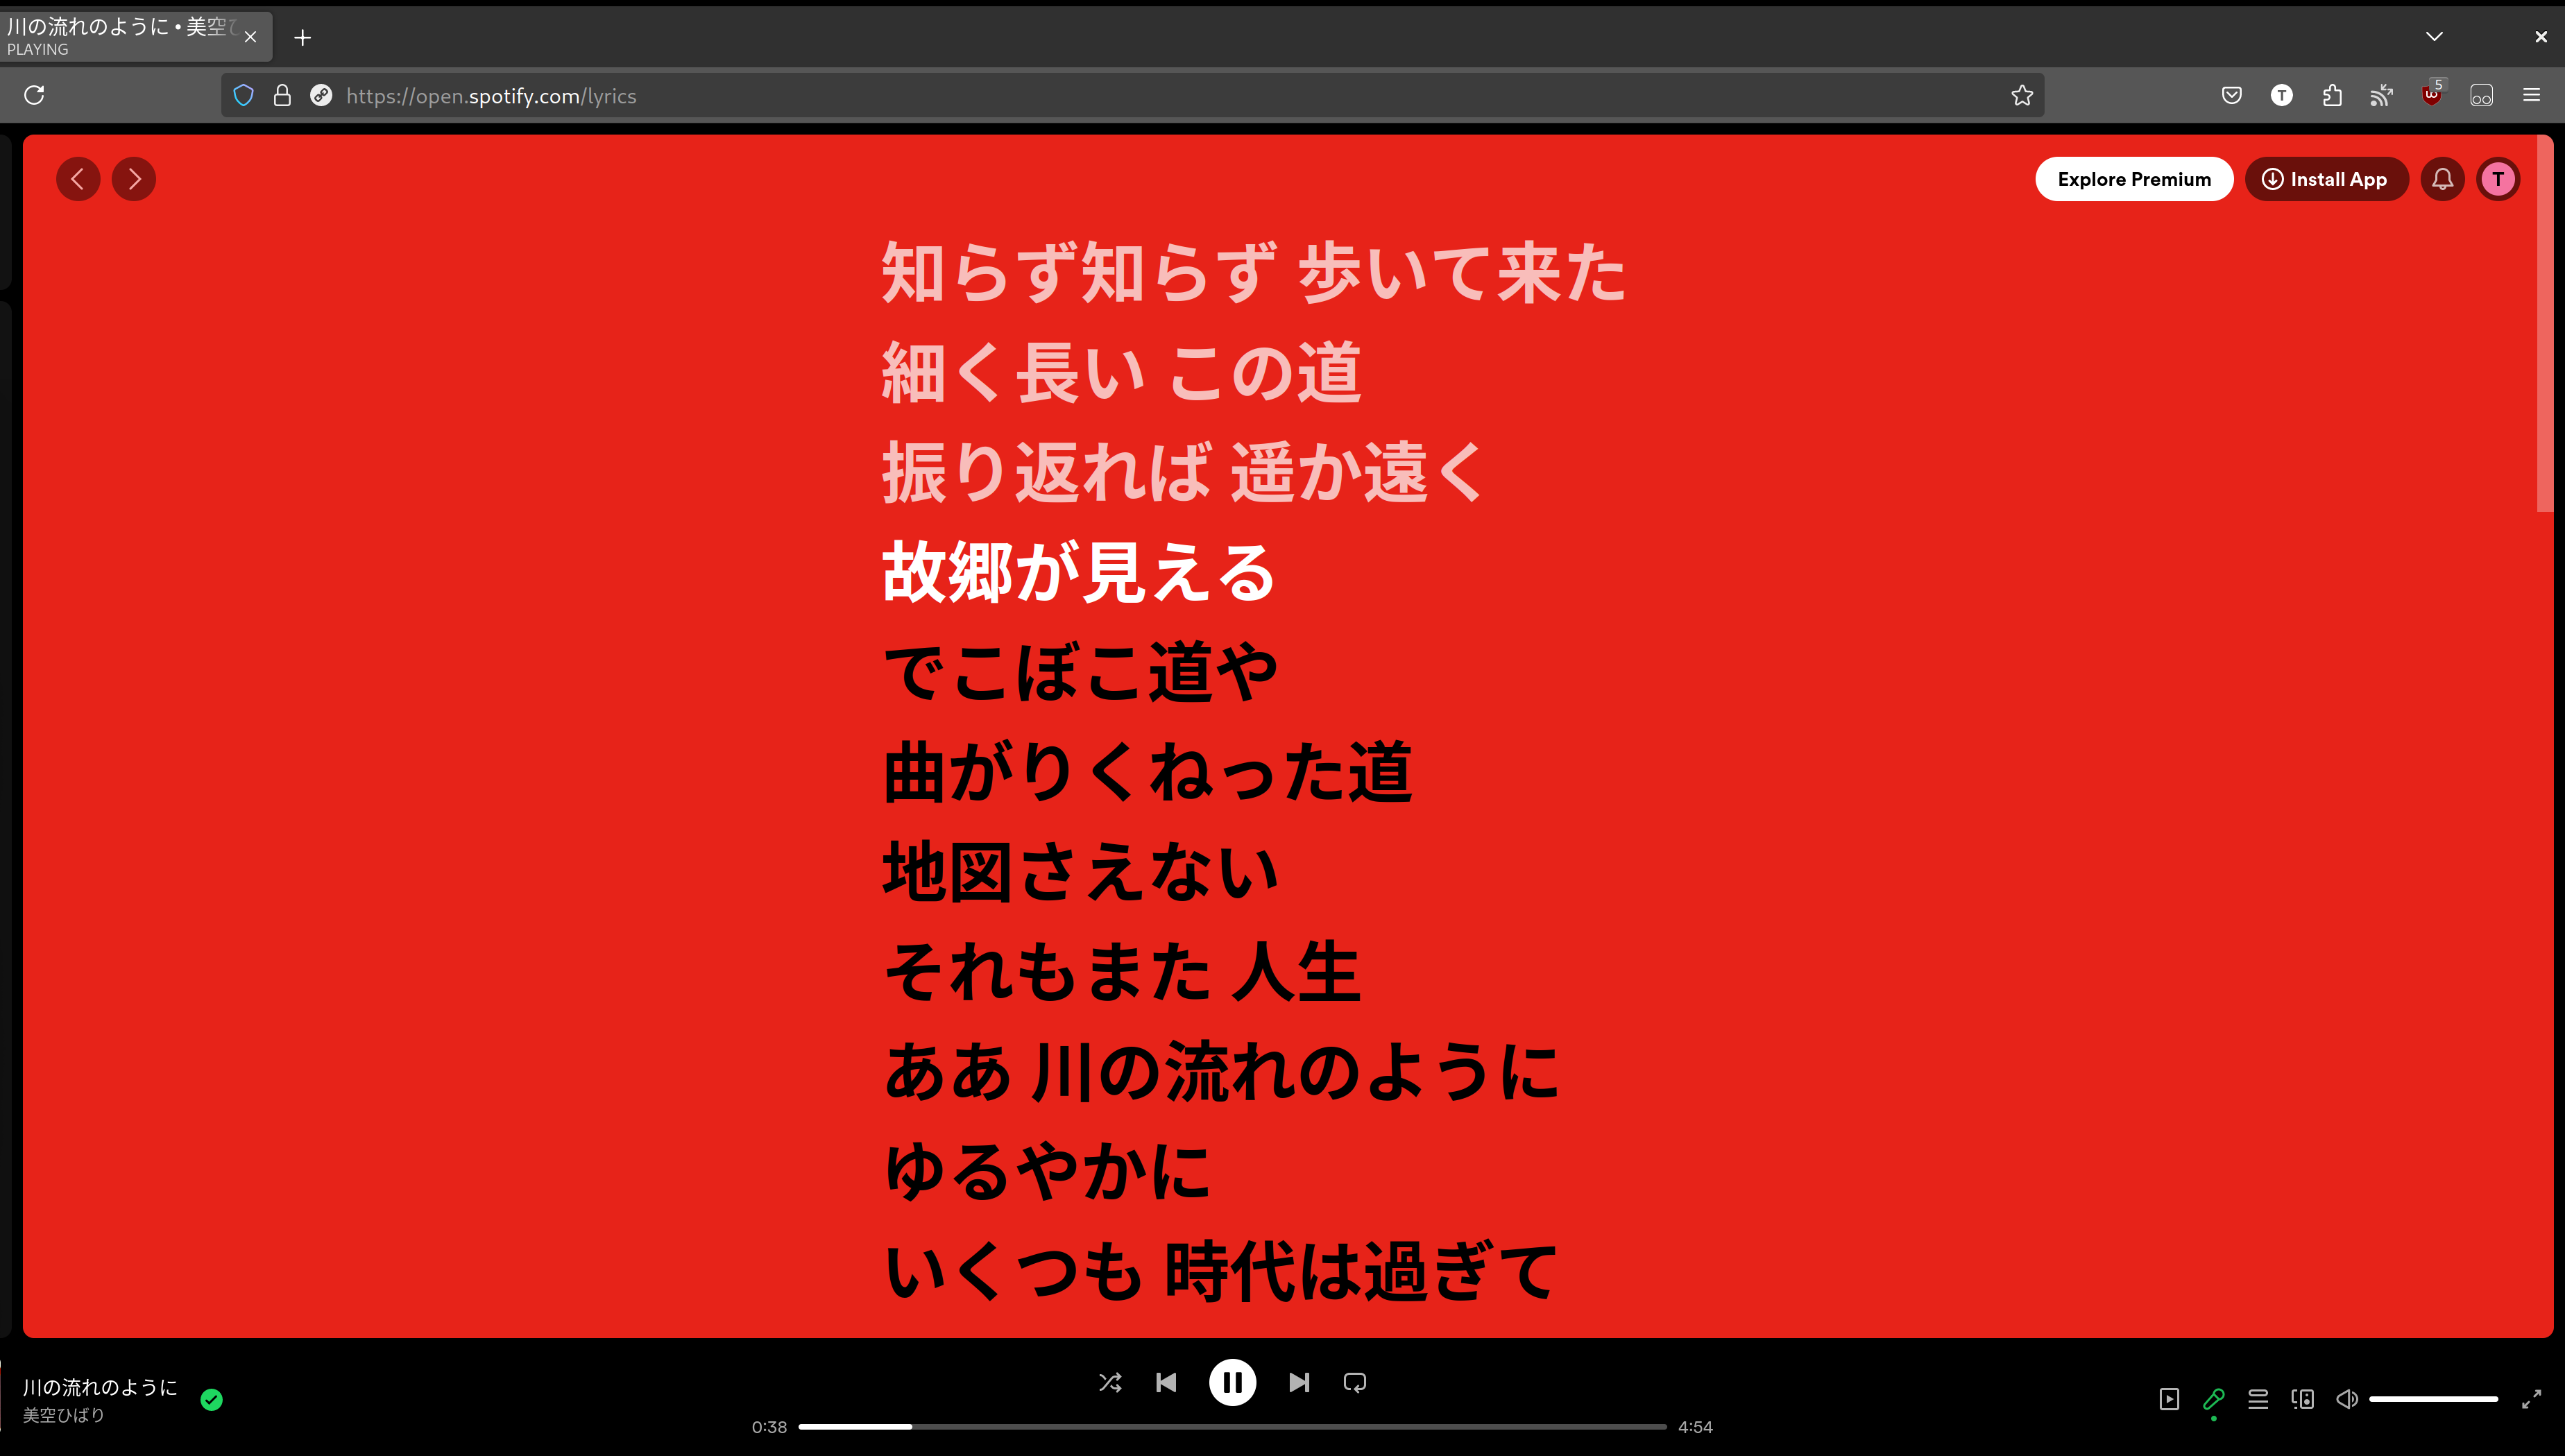 川の流れのように • 美空
PLAYING
https://open.spotify.com/lyrics
T
5
Explore Premium
Install App
T
知らず知らず 歩いて来た
細く長い この道
振り返れば 遥か遠く
故郷が見える
でこぼこ道や
曲がりくねった道
地図さえない
それもまた 人生
ああ 川の流れのように
ゆるやかに
いくつも 時代は過ぎて
川の流れのように
美空ひばり
0:38
4:54